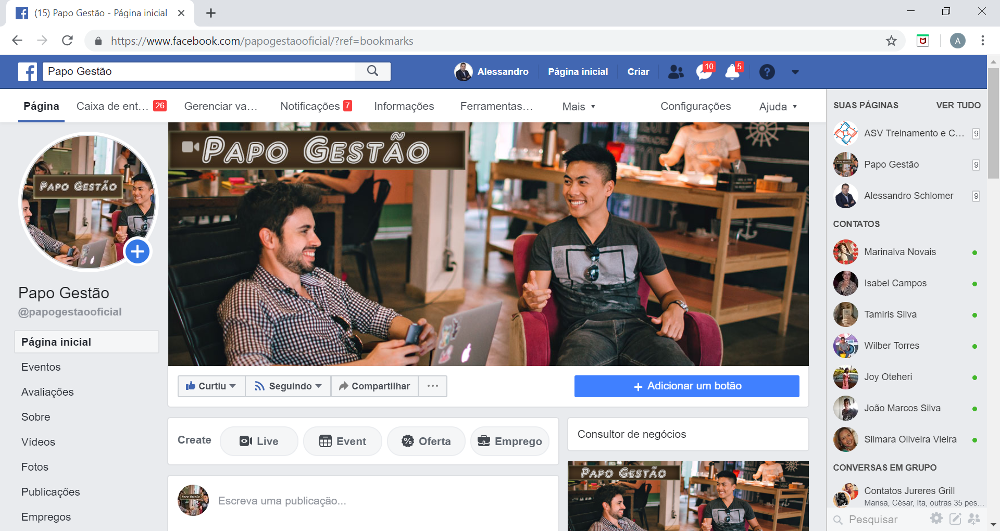 (15) Papo Gestão - Página inicial
https://www.facebook.com/papogestaooficial/?ref=bookmarks
A
Papo Gestão
Alessandro
Página inicial
Criar
10
5
?
Página
Caixa de ent... 26
Gerenciar va...
Notificações 7
Informações
Ferramentas...
Mais
Configurações
Ajuda
PAPO GESTÃO
PAPO GESTÃO
Papo Gestão
@papogestaooficial
Página inicial
Eventos
Avaliações
Sobre
Vídeos
Fotos
Publicações
Empregos
Curtiu
Seguindo
Compartilhar
...
+ Adicionar um botão
Create
Live
Event
Oferta
Emprego
PAPO GESTÃO
Escreva uma publicação...
Consultor de negócios
PAPO GESTÃO
SUAS PÁGINAS
VER TUDO
ASV Treinamento e C... 9
Papo Gestão 9
Alessandro Schlomer 9
CONTATOS
Marinalva Novais
Isabel Campos
Tamiris Silva
Wilber Torres
Joy Oteheri
João Marcos Silva
Silmara Oliveira Vieira
CONVERSAS EM GRUPO
Contatos Jureres Grill
Marisa, César, Ita, outras 35 pes...
Pesquisar